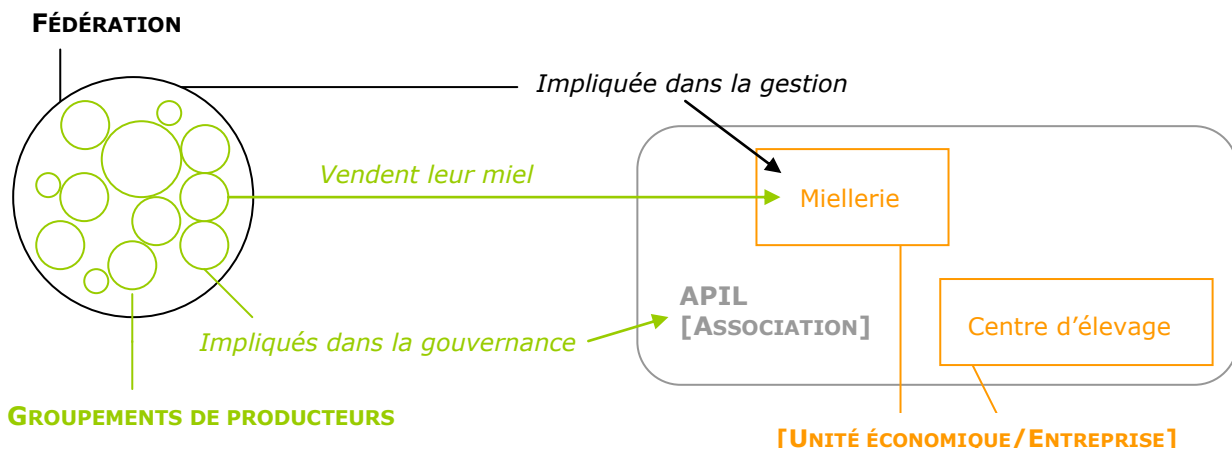 FÉDÉRATION
Impliquée dans la gestion
Vendent leur miel
Miellerie
APIL
[ASSOCIATION]
Centre d'élevage
Impliqués dans la gouvernance
GROUPEMENTS DE PRODUCTEURS
[UNITÉ ÉCONOMIQUE/ENTREPRISE]